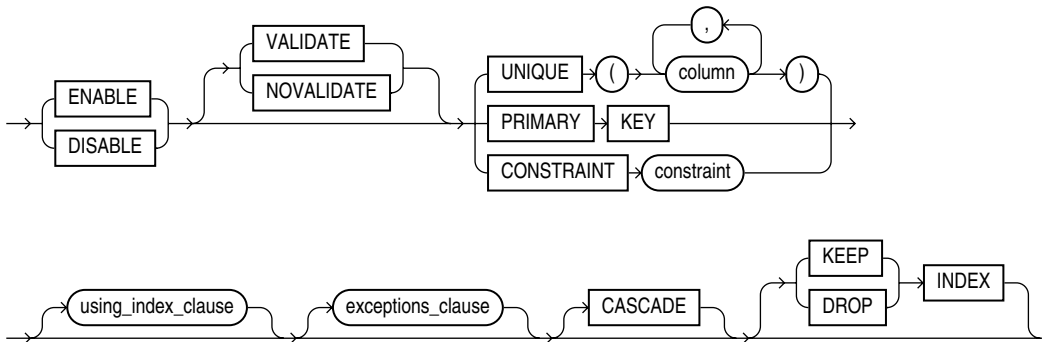 ,
VALIDATE
UNIQUE ( column )
ENABLE
NOVALIDATE
PRIMARY KEY
DISABLE
CONSTRAINT constraint
KEEP
using_index_clause exceptions_clause CASCADE INDEX
DROP